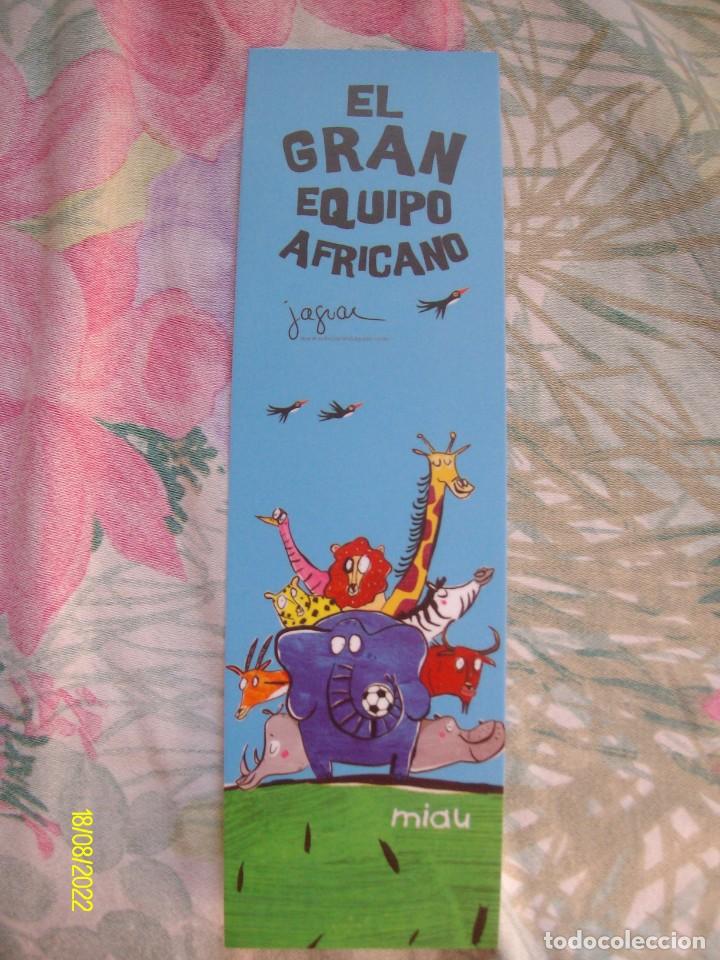 EL
GRAN
EQUIPO
AFRICANO
jaguar
miau
18/08/2022
todocoleccion